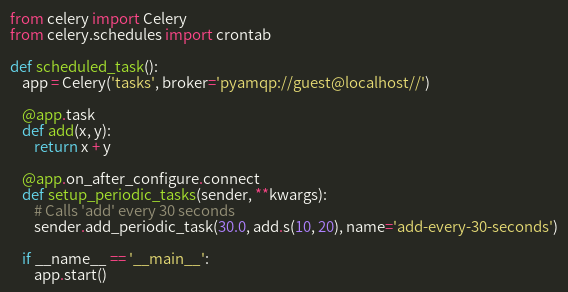 from celery import Celery
from celery.schedules import crontab

def scheduled_task():
    app = Celery('tasks', broker='pyamqp://guest@localhost//')

    @app.task
    def add(x, y):
        return x + y

    @app.on_after_configure.connect
    def setup_periodic_tasks(sender, **kwargs):
        # Calls 'add' every 30 seconds
        sender.add_periodic_task(30.0, add.s(10, 20), name='add-every-30-seconds')

    if __name__ == '__main__':
        app.start()